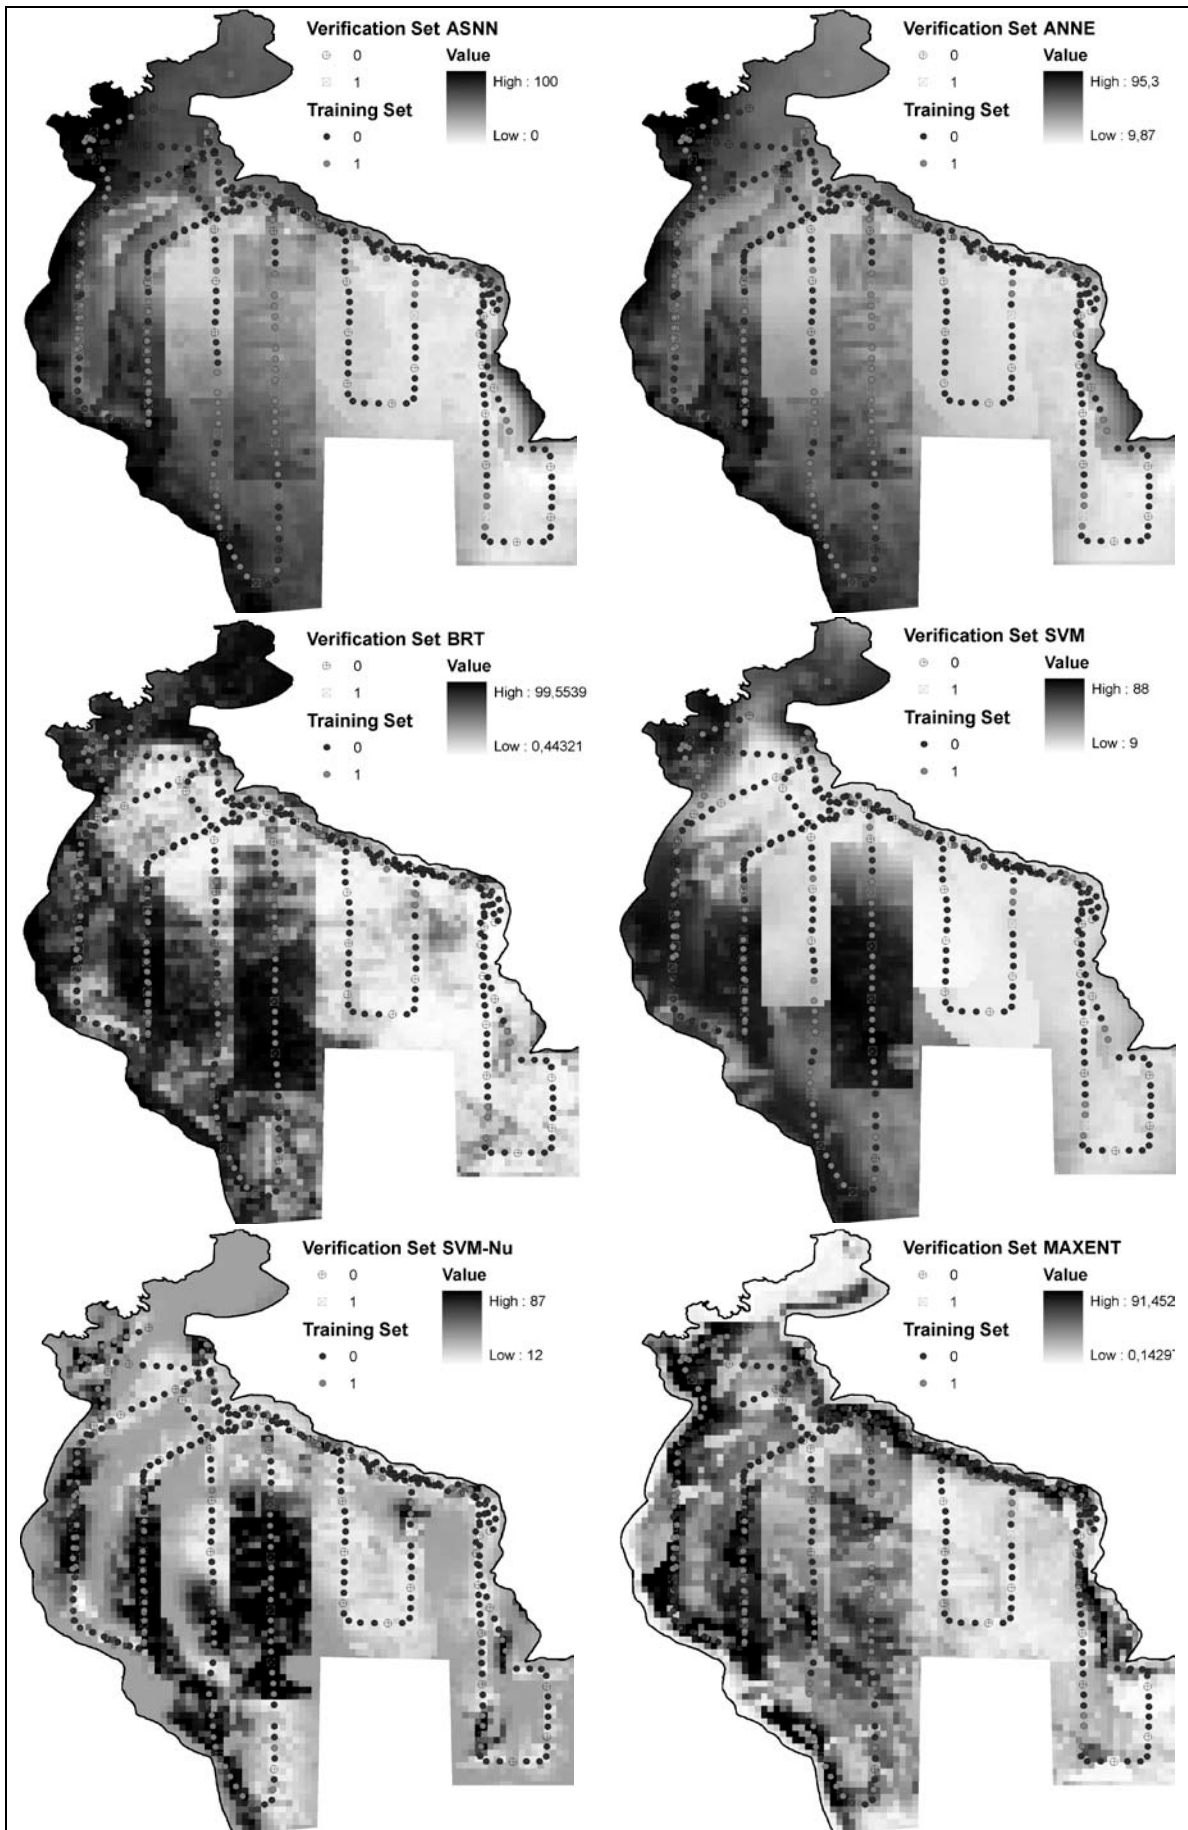 Verification Set ASNN
0
Value
1
High : 100
Training Set
0
Low : 0
1
Verification Set ANNE
0
Value
1
High : 95,3
Training Set
0
Low : 9,87
1
Verification Set BRT
0
Value
1
High : 99,5539
Training Set
0
Low : 0,44321
1
Verification Set SVM
0
Value
1
High : 88
Training Set
0
Low : 9
1
Verification Set SVM-Nu
0
Value
1
High : 87
Training Set
0
Low : 12
1
Verification Set MAXENT
0
Value
1
High : 91,452
Training Set
0
Low : 0,1429
1